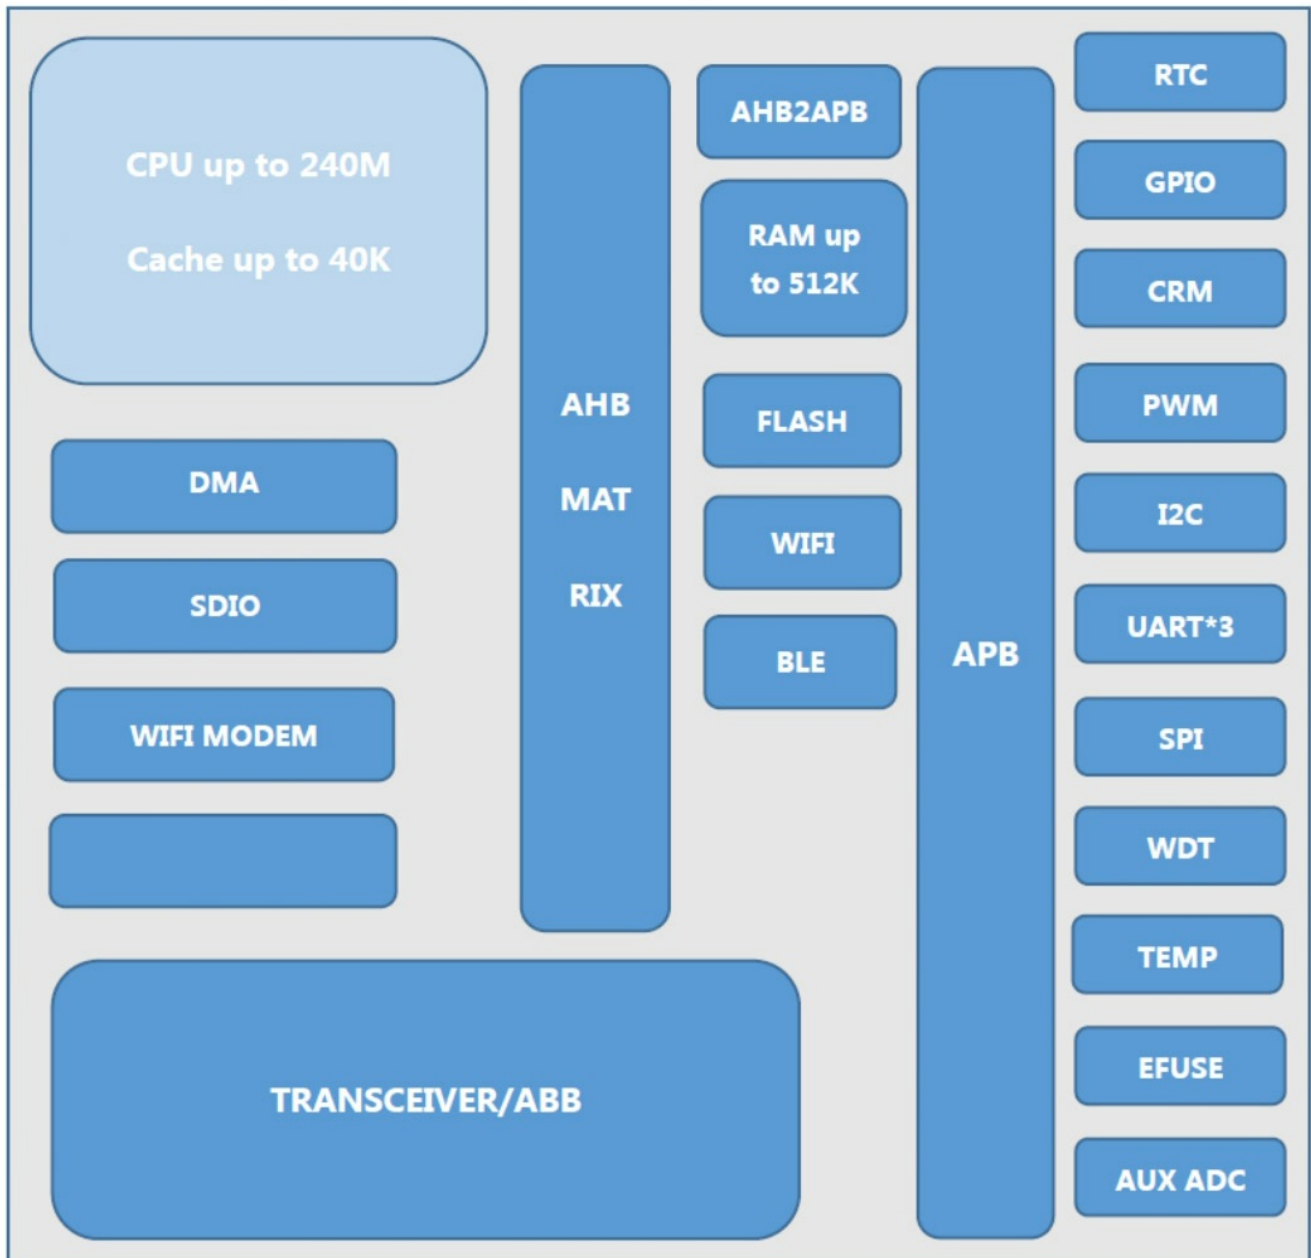 CPU up to 240M
Cache up to 40K
DMA
SDIO
WIFI MODEM
TRANSCEIVER/ABB
AHB
MAT
RIX
AHB2APB
RAM up
to 512K
FLASH
WIFI
BLE
APB
RTC
GPIO
CRM
PWM
I2C
UART*3
SPI
WDT
TEMP
EFUSE
AUX ADC